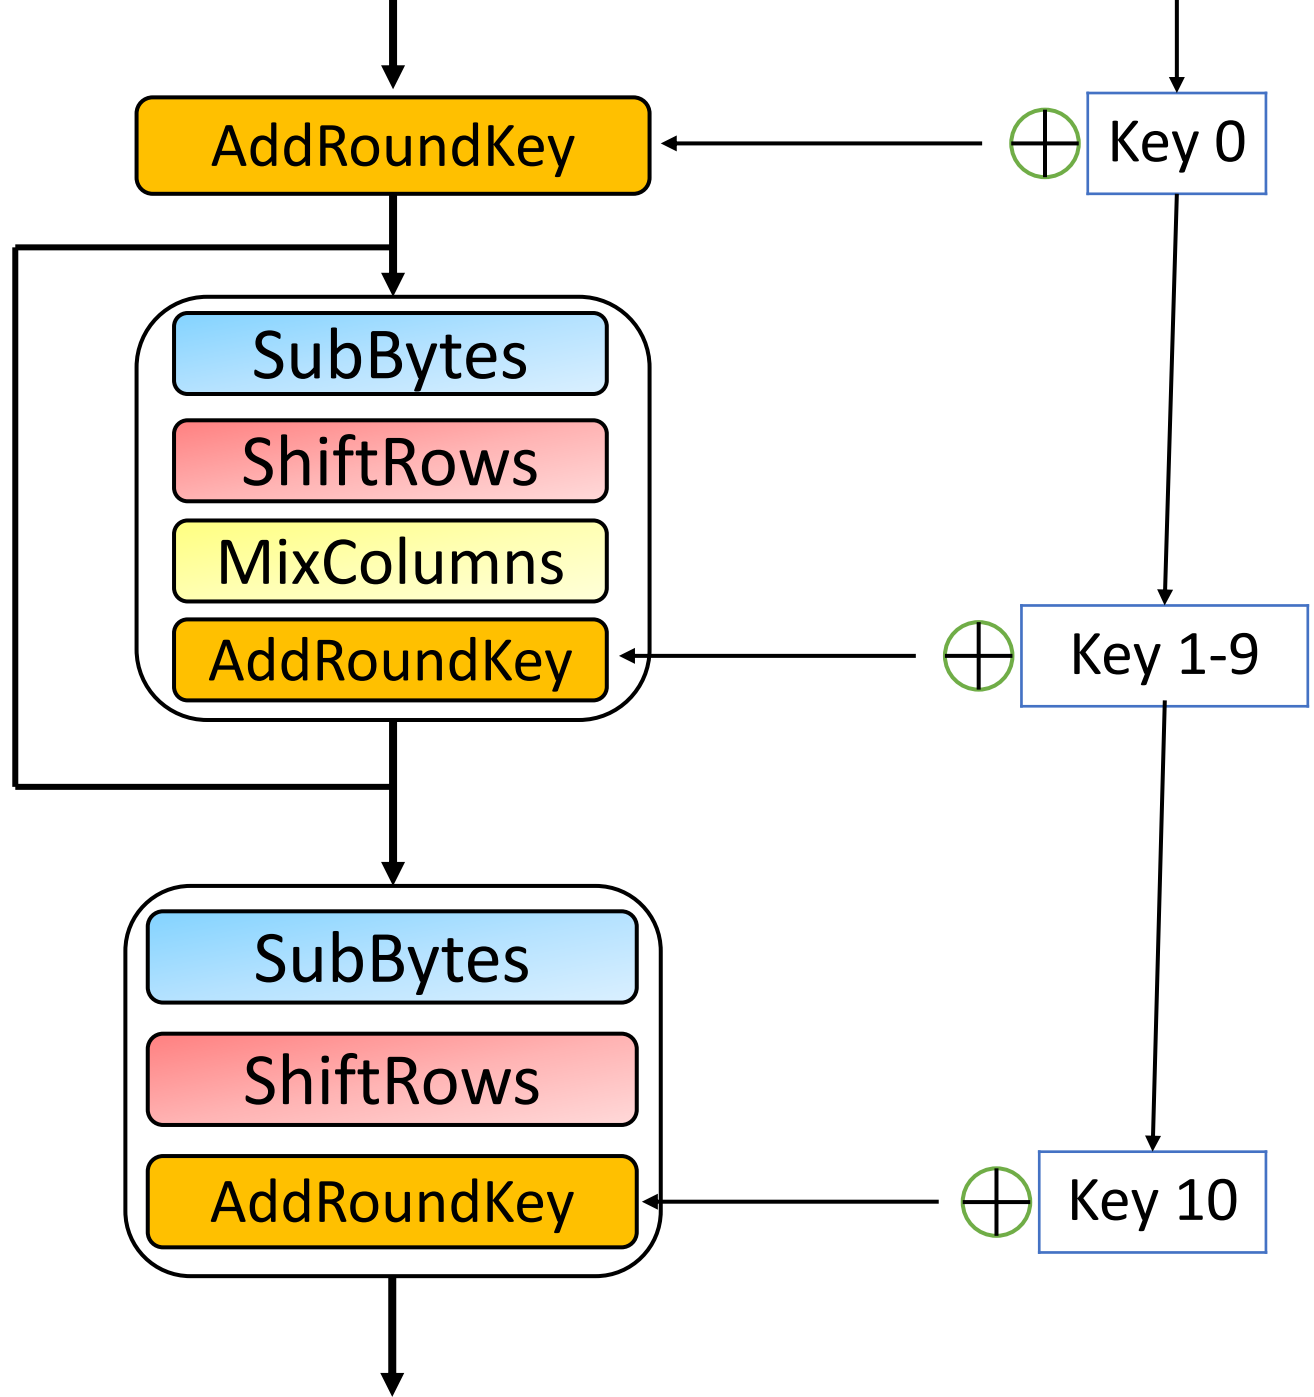 AddRoundKey
Key 0
SubBytes
ShiftRows
MixColumns
AddRoundKey
Key 1-9
SubBytes
ShiftRows
AddRoundKey
Key 10